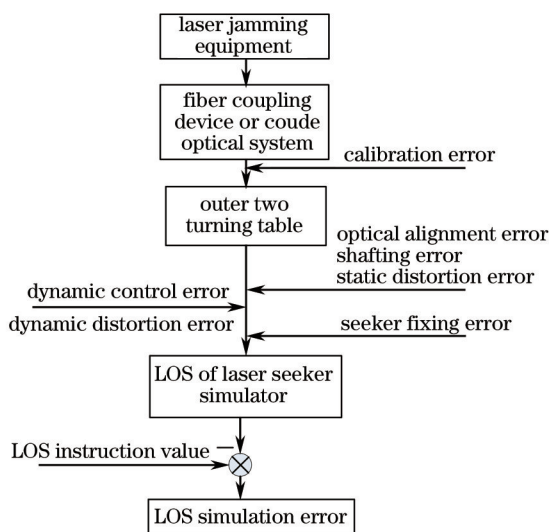 laser jamming
equipment
fiber coupling
device or coude
optical system
calibration error
outer two
turning table
optical alignment error
shafting error
static distortion error
dynamic control error
dynamic distortion error
seeker fixing error
LOS of laser seeker
simulator
LOS instruction value
−
LOS simulation error